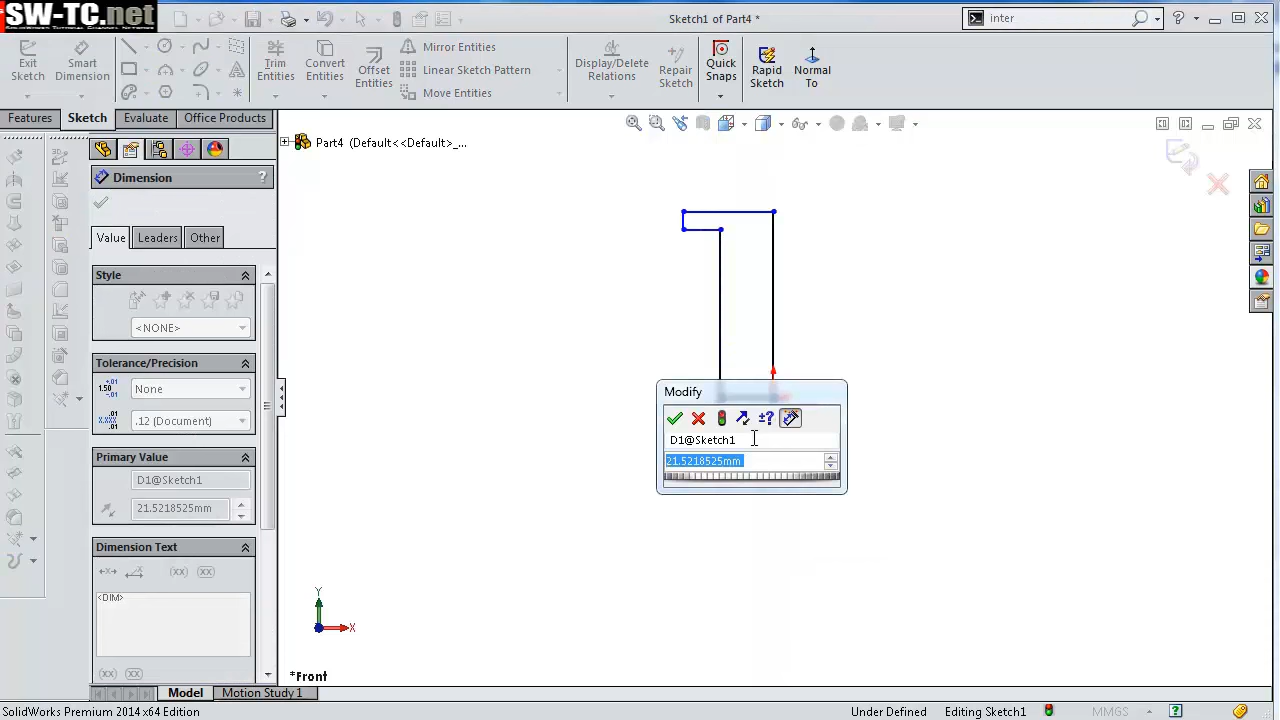 SW-TC.net
SOLIDWORKS TUTORIAL CHANNEL NETWORKS
Sketch1 of Part4 *
inter
Exit
Sketch
Smart
Dimension
Trim
Entities
Convert
Entities
Offset
Entities
Mirror Entities
Linear Sketch Pattern
Move Entities
Display/Delete
Relations
Repair
Sketch
Quick
Snaps
Rapid
Sketch
Normal
To
Features
Sketch
Evaluate
Office Products
Part4 (Default<<Default>_...
Dimension
?
Value
Leaders
Other
Style
<NONE>
Tolerance/Precision
None
.12 (Document)
Primary Value
D1@Sketch1
21.5218525mm
Dimension Text
<DIM>
Modify
D1@Sketch1
21.5218525mm
Y
X
*Front
Model
Motion Study 1
SolidWorks Premium 2014 x64 Edition
Under Defined
Editing Sketch1
MMGS